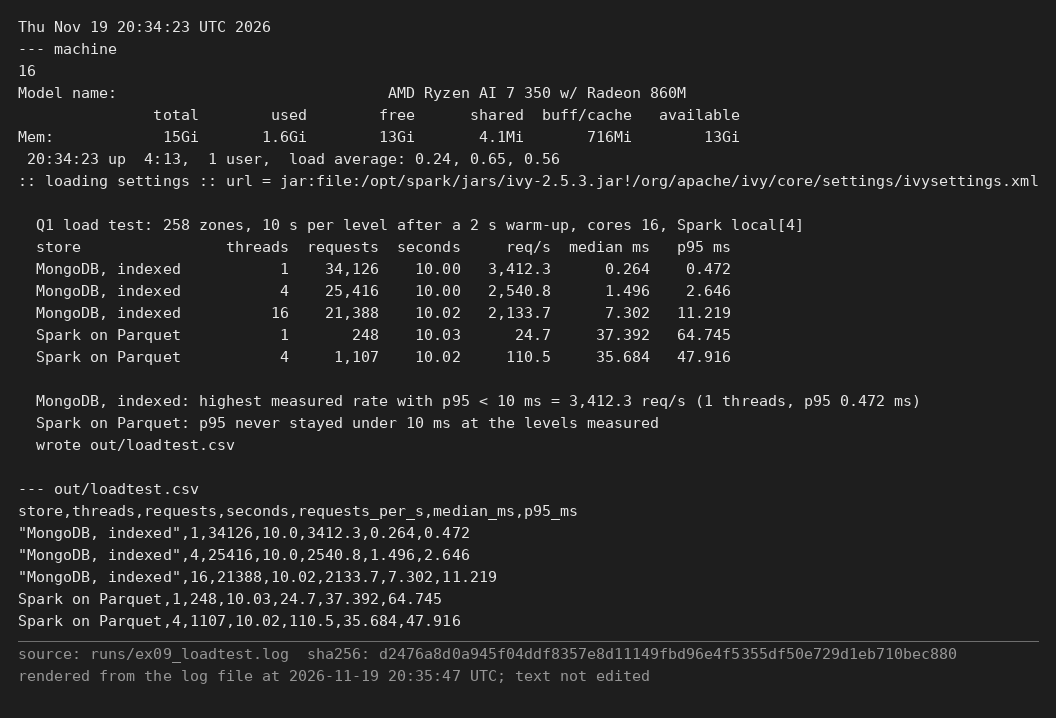 Thu Nov 19 20:34:23 UTC 2026
--- machine
16
Model name:                              AMD Ryzen AI 7 350 w/ Radeon 860M
               total        used        free      shared  buff/cache   available
Mem:            15Gi       1.6Gi        13Gi       4.1Mi       716Mi        13Gi
 20:34:23 up  4:13,  1 user,  load average: 0.24, 0.65, 0.56
:: loading settings :: url = jar:file:/opt/spark/jars/ivy-2.5.3.jar!/org/apache/ivy/core/settings/ivysettings.xml

  Q1 load test: 258 zones, 10 s per level after a 2 s warm-up, cores 16, Spark local[4]
  store                threads  requests  seconds     req/s  median ms   p95 ms
  MongoDB, indexed           1    34,126    10.00   3,412.3      0.264    0.472
  MongoDB, indexed           4    25,416    10.00   2,540.8      1.496    2.646
  MongoDB, indexed          16    21,388    10.02   2,133.7      7.302   11.219
  Spark on Parquet           1       248    10.03      24.7     37.392   64.745
  Spark on Parquet           4     1,107    10.02     110.5     35.684   47.916

  MongoDB, indexed: highest measured rate with p95 < 10 ms = 3,412.3 req/s (1 threads, p95 0.472 ms)
  Spark on Parquet: p95 never stayed under 10 ms at the levels measured
  wrote out/loadtest.csv

--- out/loadtest.csv
store,threads,requests,seconds,requests_per_s,median_ms,p95_ms
"MongoDB, indexed",1,34126,10.0,3412.3,0.264,0.472
"MongoDB, indexed",4,25416,10.0,2540.8,1.496,2.646
"MongoDB, indexed",16,21388,10.02,2133.7,7.302,11.219
Spark on Parquet,1,248,10.03,24.7,37.392,64.745
Spark on Parquet,4,1107,10.02,110.5,35.684,47.916
source: runs/ex09_loadtest.log  sha256: d2476a8d0a945f04ddf8357e8d11149fbd96e4f5355df50e729d1eb710bec880
rendered from the log file at 2026-11-19 20:35:47 UTC; text not edited